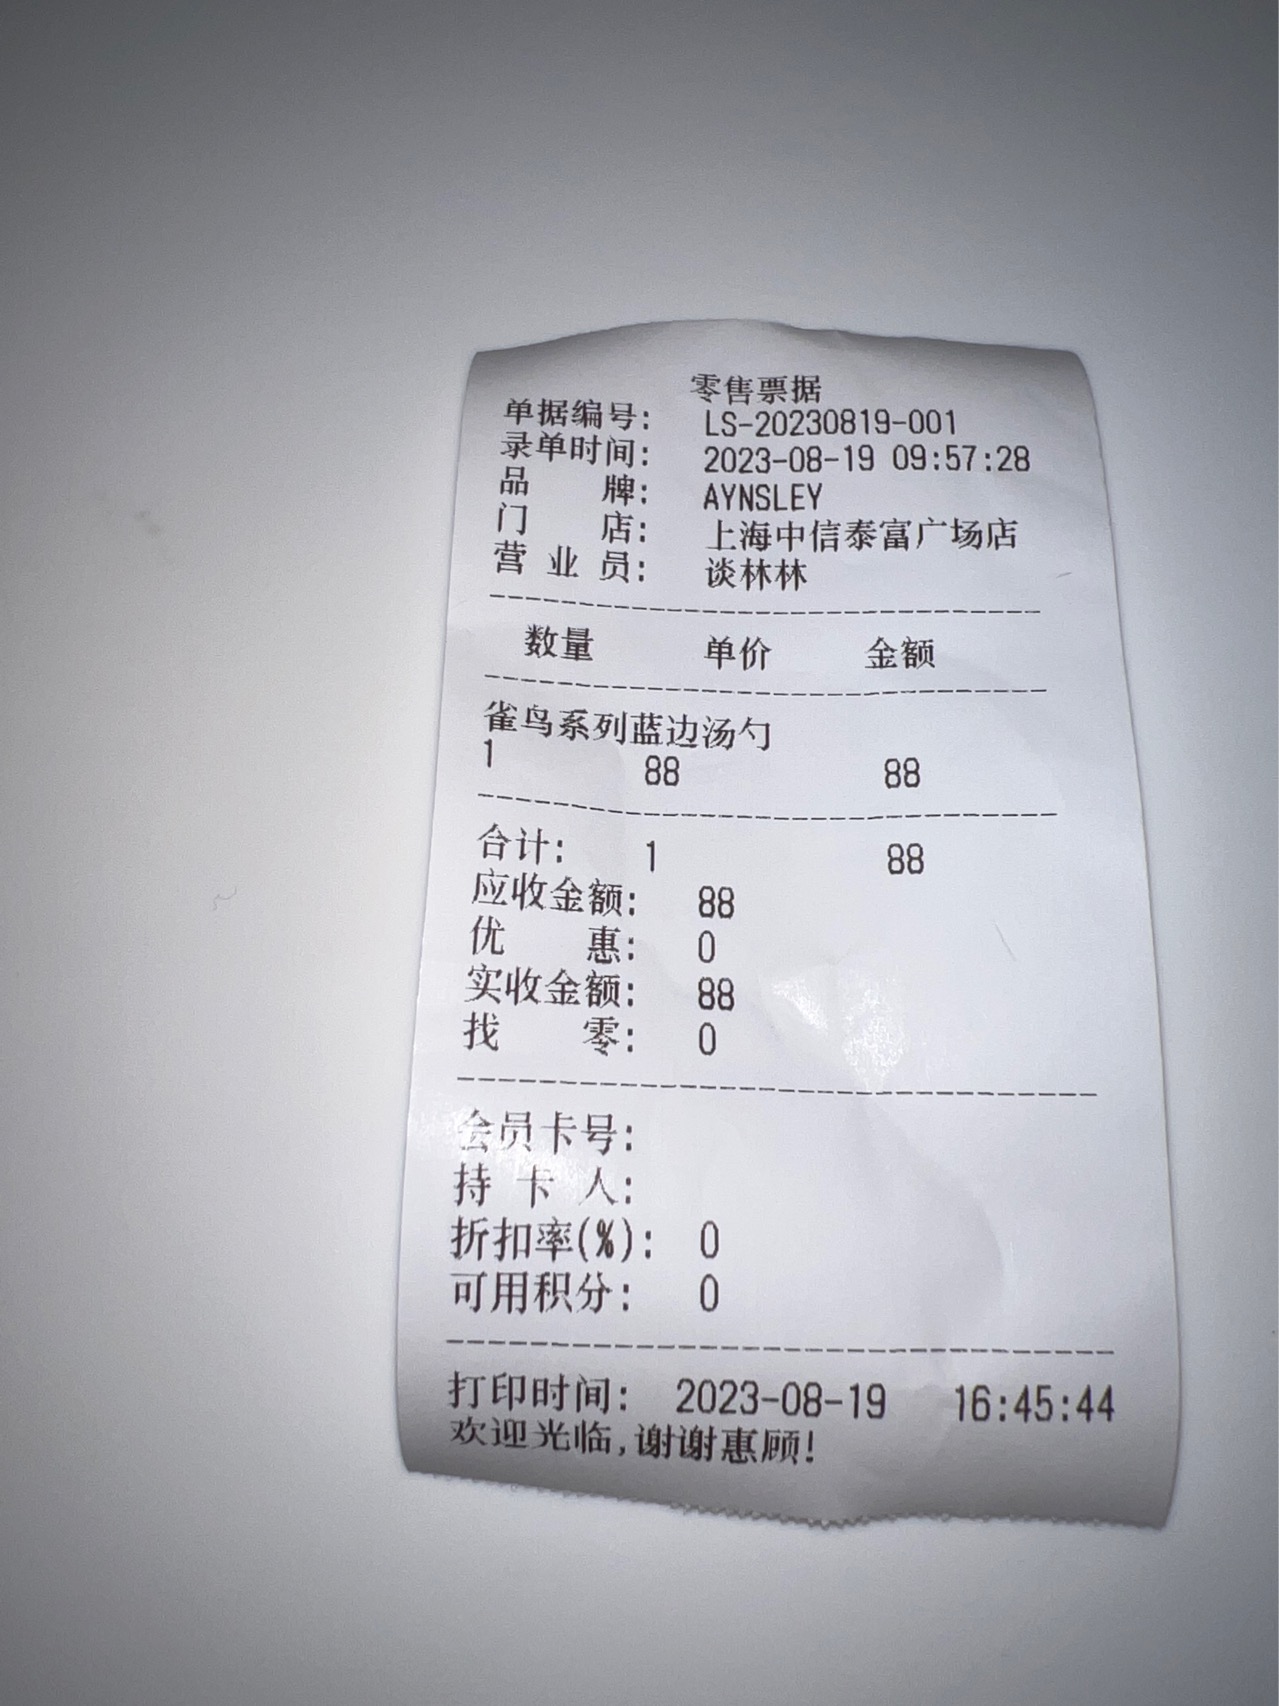 零售票据
单据编号: LS-20230819-001
录单时间: 2023-08-19 09:57:28
品 牌: AYNSLEY
门 店: 上海中信泰富广场店
营 业 员: 谈林林
数量 单价 金额
雀鸟系列蓝边汤勺
1 88 88
合计: 1 88
应收金额: 88
优 惠: 0
实收金额: 88
找 零: 0
会员卡号:
持 卡 人:
折扣率(%): 0
可用积分: 0
打印时间: 2023-08-19 16:45:44
欢迎光临,谢谢惠顾!